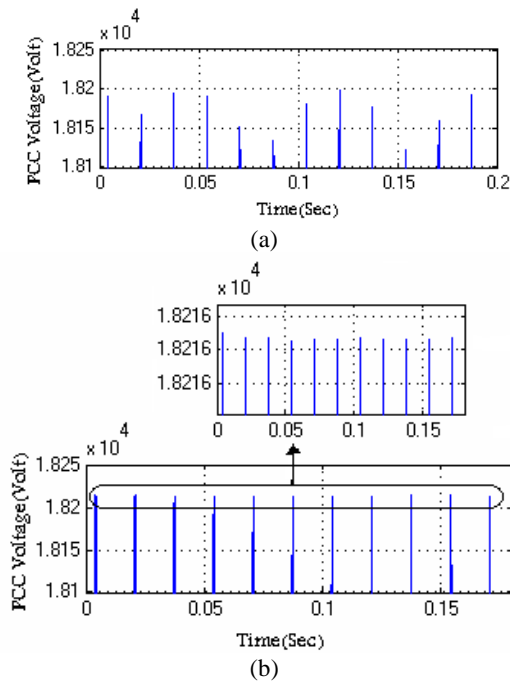 x 10^4
1.825
1.82
1.815
1.81
PCC Voltage(Volt)
0 0.05 0.1 0.15 0.2
Time(Sec)
(a)
x 10^4
1.8216
1.8216
1.8216
0 0.05 0.1 0.15
x 10^4
1.825
1.82
1.815
1.81
PCC Voltage(Volt)
0 0.05 0.1 0.15
Time(Sec)
(b)